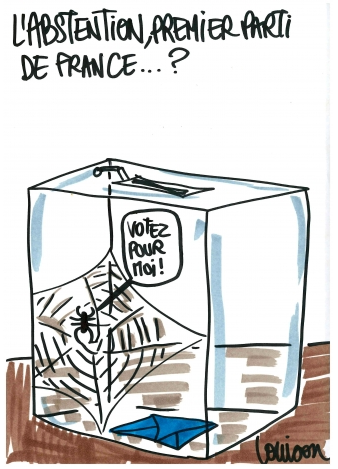 L'ABSTENTION, PREMIER PARTI
DE FRANCE...?
VOTEZ
POUR
MOI!
Louison